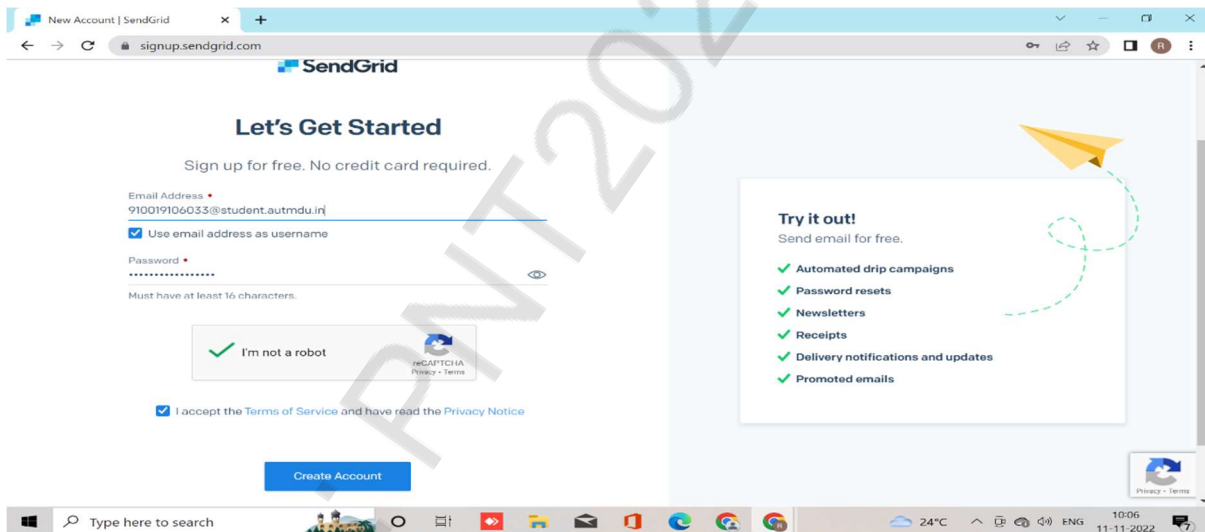 New Account | SendGrid
signup.sendgrid.com
R
SendGrid
Let's Get Started
Sign up for free. No credit card required.
Email Address •
910019106033@student.autmdu.in
Use email address as username
Password •
•••••••••••••••••
Must have at least 16 characters.
I'm not a robot
reCAPTCHA
Privacy - Terms
I accept the Terms of Service and have read the Privacy Notice
Create Account
Try it out!
Send email for free.
Automated drip campaigns
Password resets
Newsletters
Receipts
Delivery notifications and updates
Promoted emails
Privacy - Terms
Type here to search
24°C
ENG
10:06
11-11-2022
7
PNT202